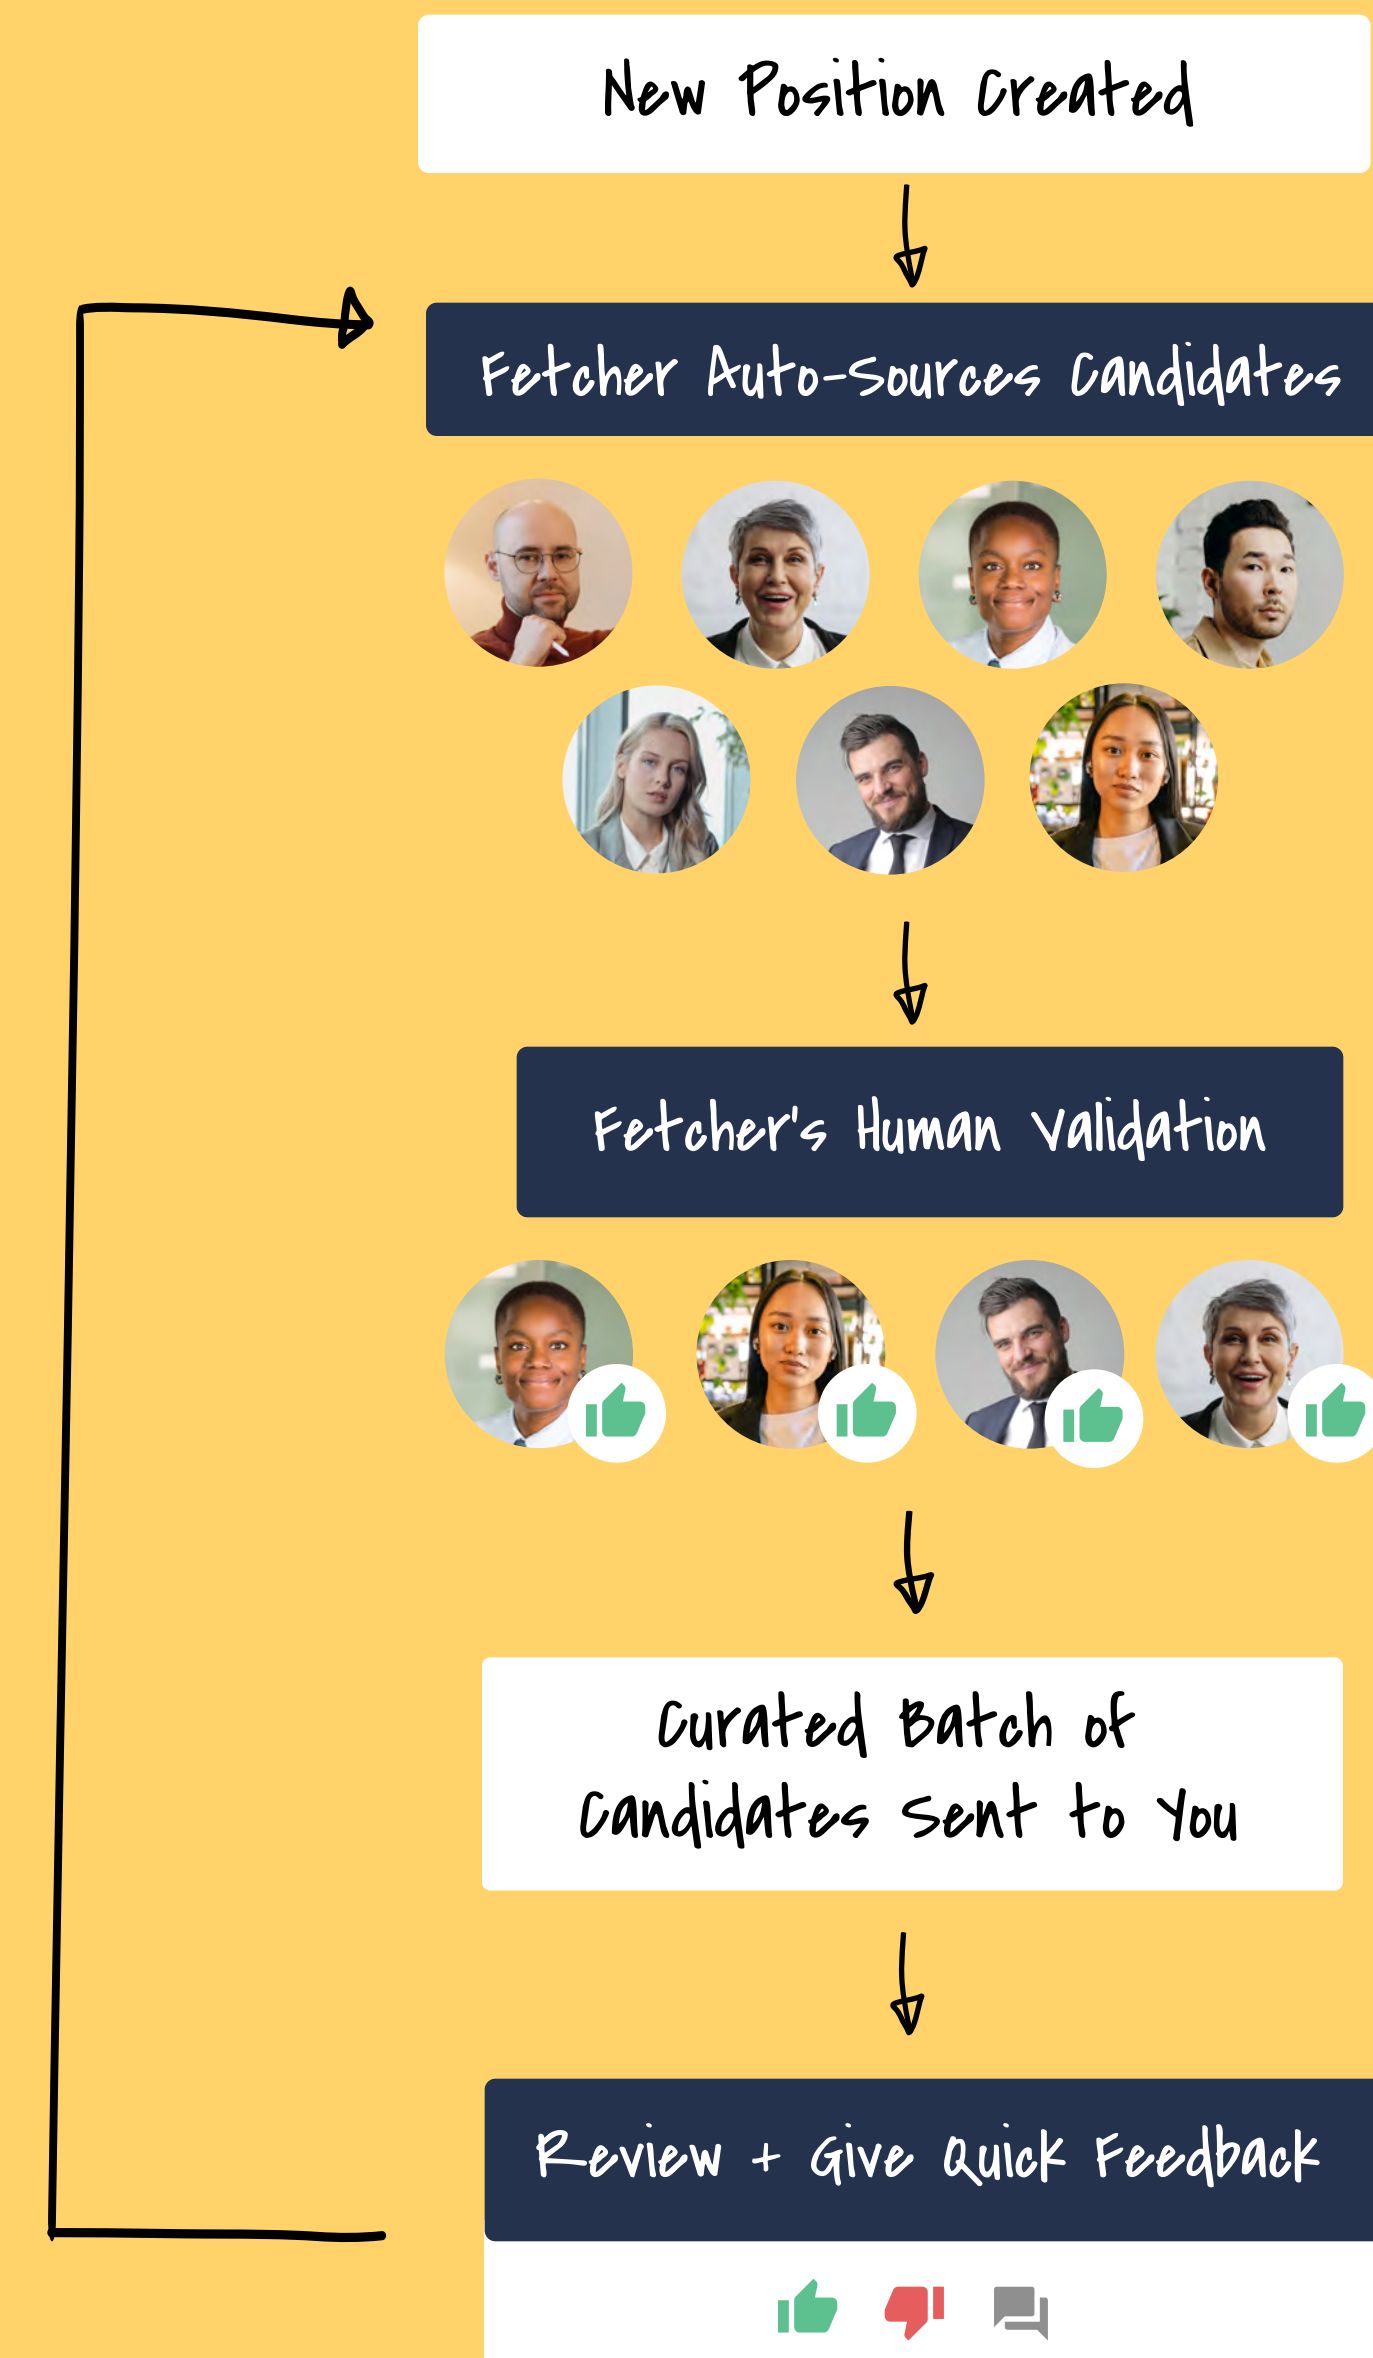 New Position Created
Fetcher Auto-Sources Candidates
Fetcher's Human Validation
Curated Batch of
Candidates Sent to You
Review + Give Quick Feedback